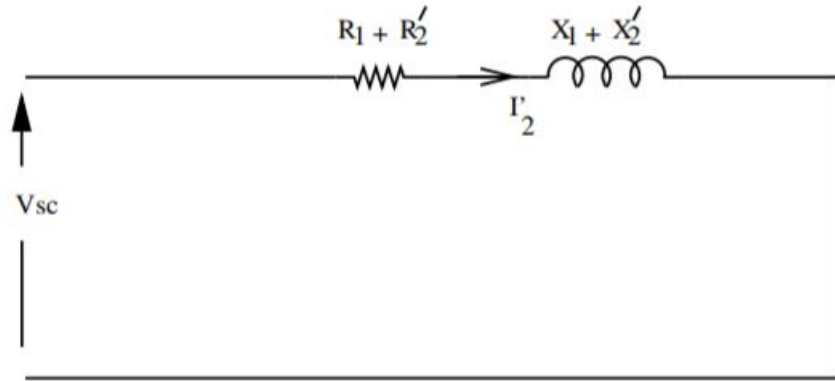 R₁ + R₂′
X₁ + X₂′
I'₂
Vsc